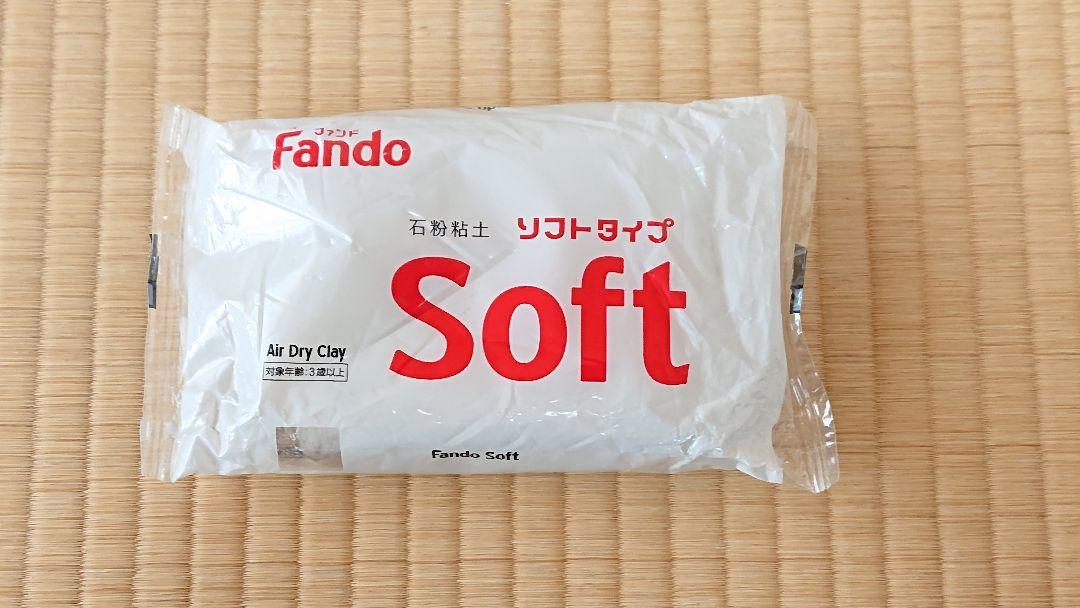 ファンド
Fando
石粉粘土 ソフトタイプ
Soft
Air Dry Clay
対象年齢:3歳以上
Fando Soft